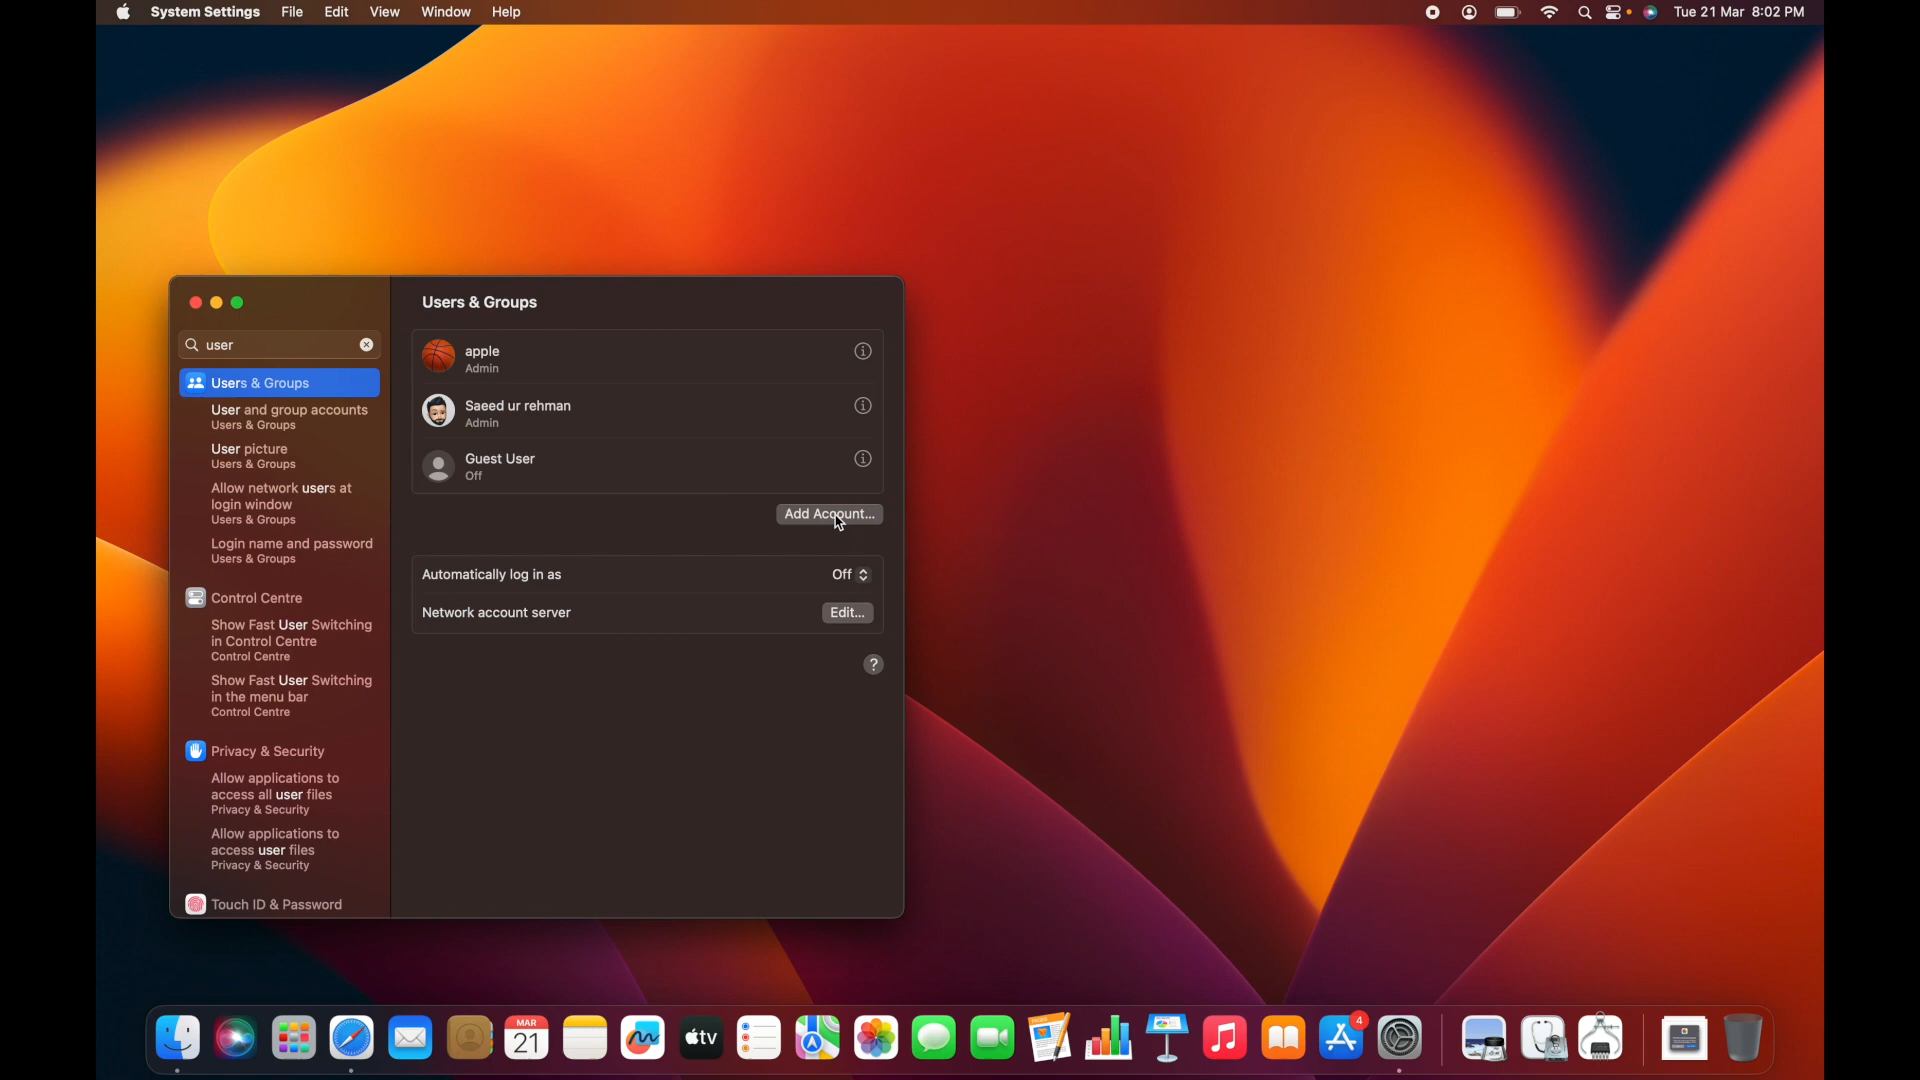 System Settings File Edit View Window Help Tue 21 Mar 8:02 PM
Users & Groups
user
Users & Groups
User and group accounts
Users & Groups
User picture
Users & Groups
Allow network users at
login window
Users & Groups
Login name and password
Users & Groups
Control Centre
Show Fast User Switching
in Control Centre
Control Centre
Show Fast User Switching
in the menu bar
Control Centre
Privacy & Security
Allow applications to
access all user files
Privacy & Security
Allow applications to
access user files
Privacy & Security
Touch ID & Password
apple
Admin
Saeed ur rehman
Admin
Guest User
Off
Add Account...
Automatically log in as Off
Network account server Edit...
?
MAR
21
tv
4